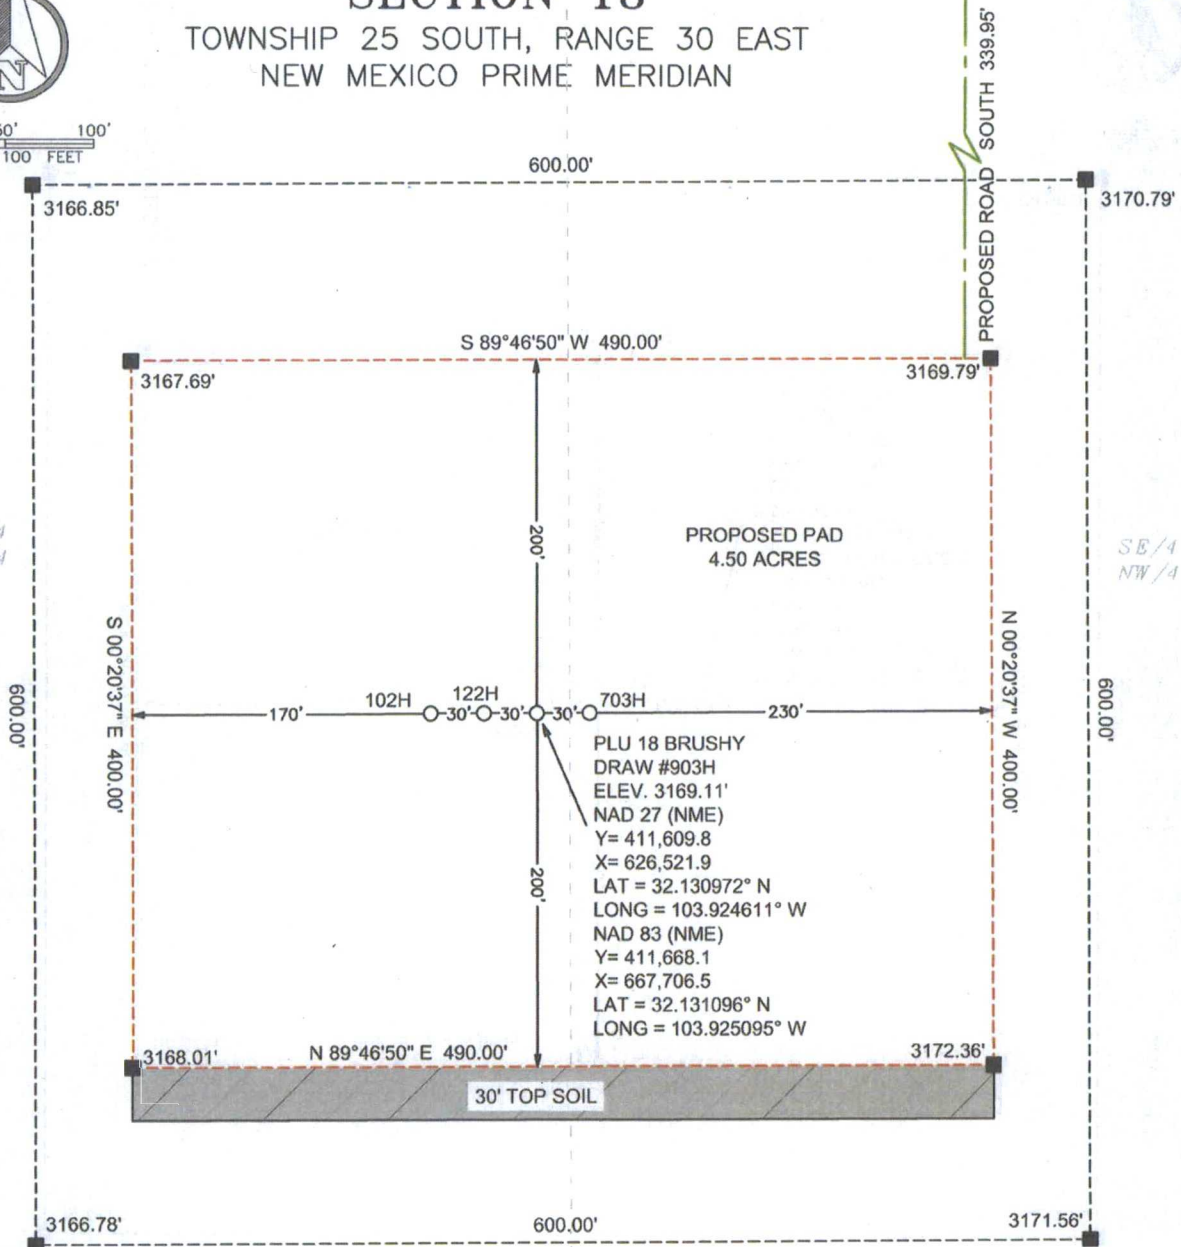 SECTION 18
TOWNSHIP 25 SOUTH, RANGE 30 EAST
NEW MEXICO PRIME MERIDIAN
N
100'
100 FEET
PROPOSED ROAD SOUTH 339.95'
600.00'
3166.85'
3170.79'
S 89°46'50" W 490.00'
3167.69'
3169.79'
200'
PROPOSED PAD
4.50 ACRES
SE/4
NW/4
S 00°20'37" E 400.00'
N 00°20'37" W 400.00'
600.00'
600.00'
102H
122H
703H
170'
30'
30'
30'
230'
PLU 18 BRUSHY
DRAW #903H
ELEV. 3169.11'
NAD 27 (NME)
Y= 411,609.8
X= 626,521.9
LAT = 32.130972° N
LONG = 103.924611° W
NAD 83 (NME)
Y= 411,668.1
X= 667,706.5
LAT = 32.131096° N
LONG = 103.925095° W
200'
3168.01'
N 89°46'50" E 490.00'
3172.36'
30' TOP SOIL
3166.78'
600.00'
3171.56'